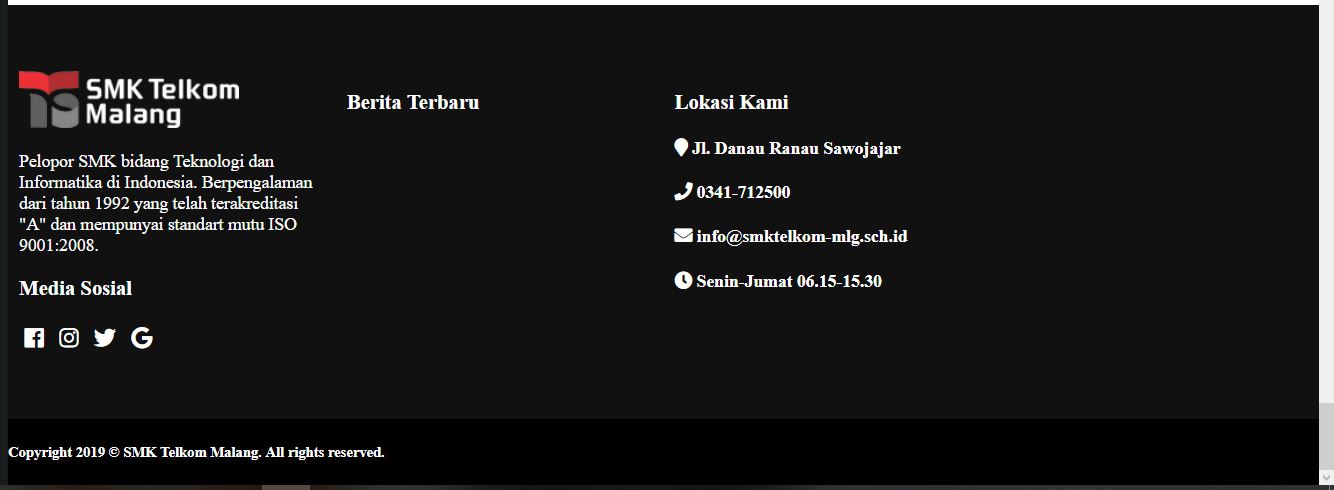 SMK Telkom
Malang
Pelopor SMK bidang Teknologi dan
Informatika di Indonesia. Berpengalaman
dari tahun 1992 yang telah terakreditasi
"A" dan mempunyai standart mutu ISO
9001:2008.
Media Sosial
Berita Terbaru
Lokasi Kami
Jl. Danau Ranau Sawojajar
0341-712500
info@smktelkom-mlg.sch.id
Senin-Jumat 06.15-15.30
Copyright 2019 © SMK Telkom Malang. All rights reserved.